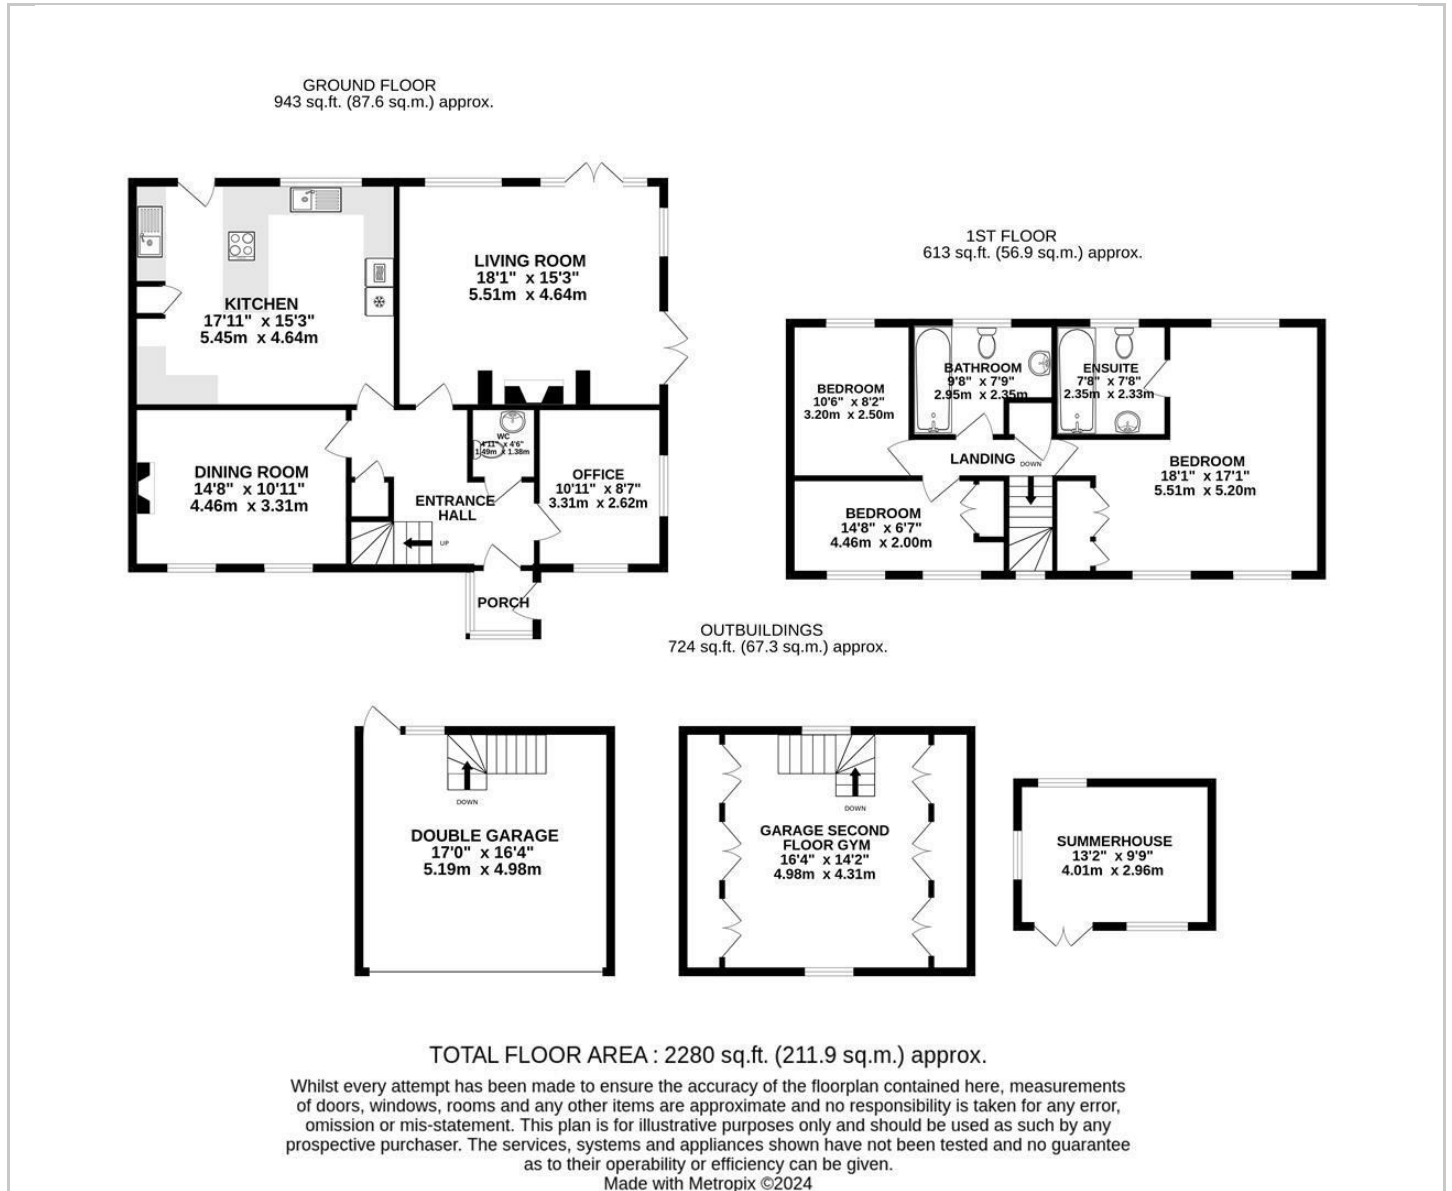 GROUND FLOOR
943 sq.ft. (87.6 sq.m.) approx.
KITCHEN
17'11" x 15'3"
5.45m x 4.64m
LIVING ROOM
18'1" x 15'3"
5.51m x 4.64m
DINING ROOM
14'8" x 10'11"
4.46m x 3.31m
WC
4'11" x 4'6"
1.49m x 1.38m
OFFICE
10'11" x 8'7"
3.31m x 2.62m
ENTRANCE
HALL
UP
PORCH
1ST FLOOR
613 sq.ft. (56.9 sq.m.) approx.
BEDROOM
10'6" x 8'2"
3.20m x 2.50m
BATHROOM
9'8" x 7'9"
2.95m x 2.35m
ENSUITE
7'8" x 7'8"
2.35m x 2.33m
LANDING
DOWN
BEDROOM
18'1" x 17'1"
5.51m x 5.20m
BEDROOM
14'8" x 6'7"
4.46m x 2.00m
OUTBUILDINGS
724 sq.ft. (67.3 sq.m.) approx.
DOWN
DOUBLE GARAGE
17'0" x 16'4"
5.19m x 4.98m
DOWN
GARAGE SECOND
FLOOR GYM
16'4" x 14'2"
4.98m x 4.31m
SUMMERHOUSE
13'2" x 9'9"
4.01m x 2.96m
TOTAL FLOOR AREA : 2280 sq.ft. (211.9 sq.m.) approx.
Whilst every attempt has been made to ensure the accuracy of the floorplan contained here, measurements
of doors, windows, rooms and any other items are approximate and no responsibility is taken for any error,
omission or mis-statement. This plan is for illustrative purposes only and should be used as such by any
prospective purchaser. The services, systems and appliances shown have not been tested and no guarantee
as to their operability or efficiency can be given.
Made with Metropix ©2024